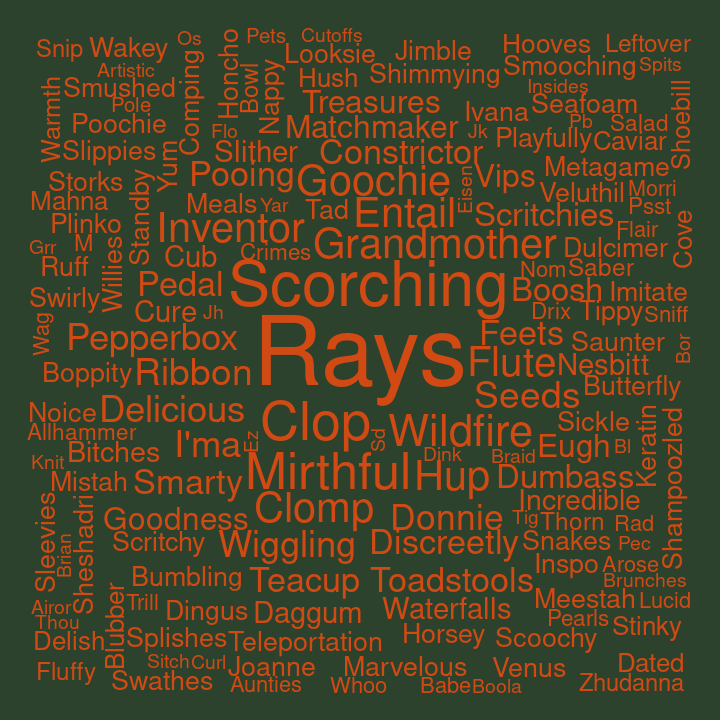 Snip
Wakey
Os
Honcho
Pets
Cutoffs
Looksie
Jimble
Hooves
Leftover
Artistic
Comping
Bowl
Nappy
Hush
Shimmying
Smooching
Spits
Warmth
Smushed
Treasures
Insides
Shoebill
Pole
Ivana
Seafoam
Poochie
Flo
Matchmaker
Jk
Playfully
Pb
Salad
Caviar
Slippies
Yum
Slither
Constrictor
Metagame
Storks
Standby
Pooing
Goochie
Eisen
Vips
Veluthil
Morri
Mahna
Meals
Yar
Tad
Entail
Scritchies
Psst
Plinko
Inventor
Flair
Cove
Grr
M
Willies
Cub
Crimes
Grandmother
Dulcimer
Ruff
Pedal
Scorching
Nom
Saber
Swirly
Cure
Jh
Boosh
Imitate
Wag
Drix
Tippy
Sniff
Pepperbox
Rays
Feets
Saunter
Bor
Boppity
Ribbon
Flute
Nesbitt
Butterfly
Noice
Delicious
Clop
Seeds
Sickle
Keratin
Allhammer
I'ma
Ez
Sd
Wildfire
Eugh
Bl
Shampoozled
Knit
Bitches
Dink
Braid
Mistah
Smarty
Mirthful
Hup
Dumbass
Sleevies
Sheshadri
Goodness
Clomp
Donnie
Incredible
Tig
Thorn
Rad
Brian
Scritchy
Wiggling
Discreetly
Snakes
Pec
Bumbling
Teacup
Toadstools
Inspo
Arose
Brunches
Airor
Blubber
Trill
Dingus
Daggum
Waterfalls
Meestah
Lucid
Thou
Pearls
Delish
Splishes
Teleportation
Horsey
Scoochy
Stinky
Fluffy
Sitch
Curl
Joanne
Marvelous
Venus
Dated
Swathes
Aunties
Whoo
Babe
Boola
Zhudanna